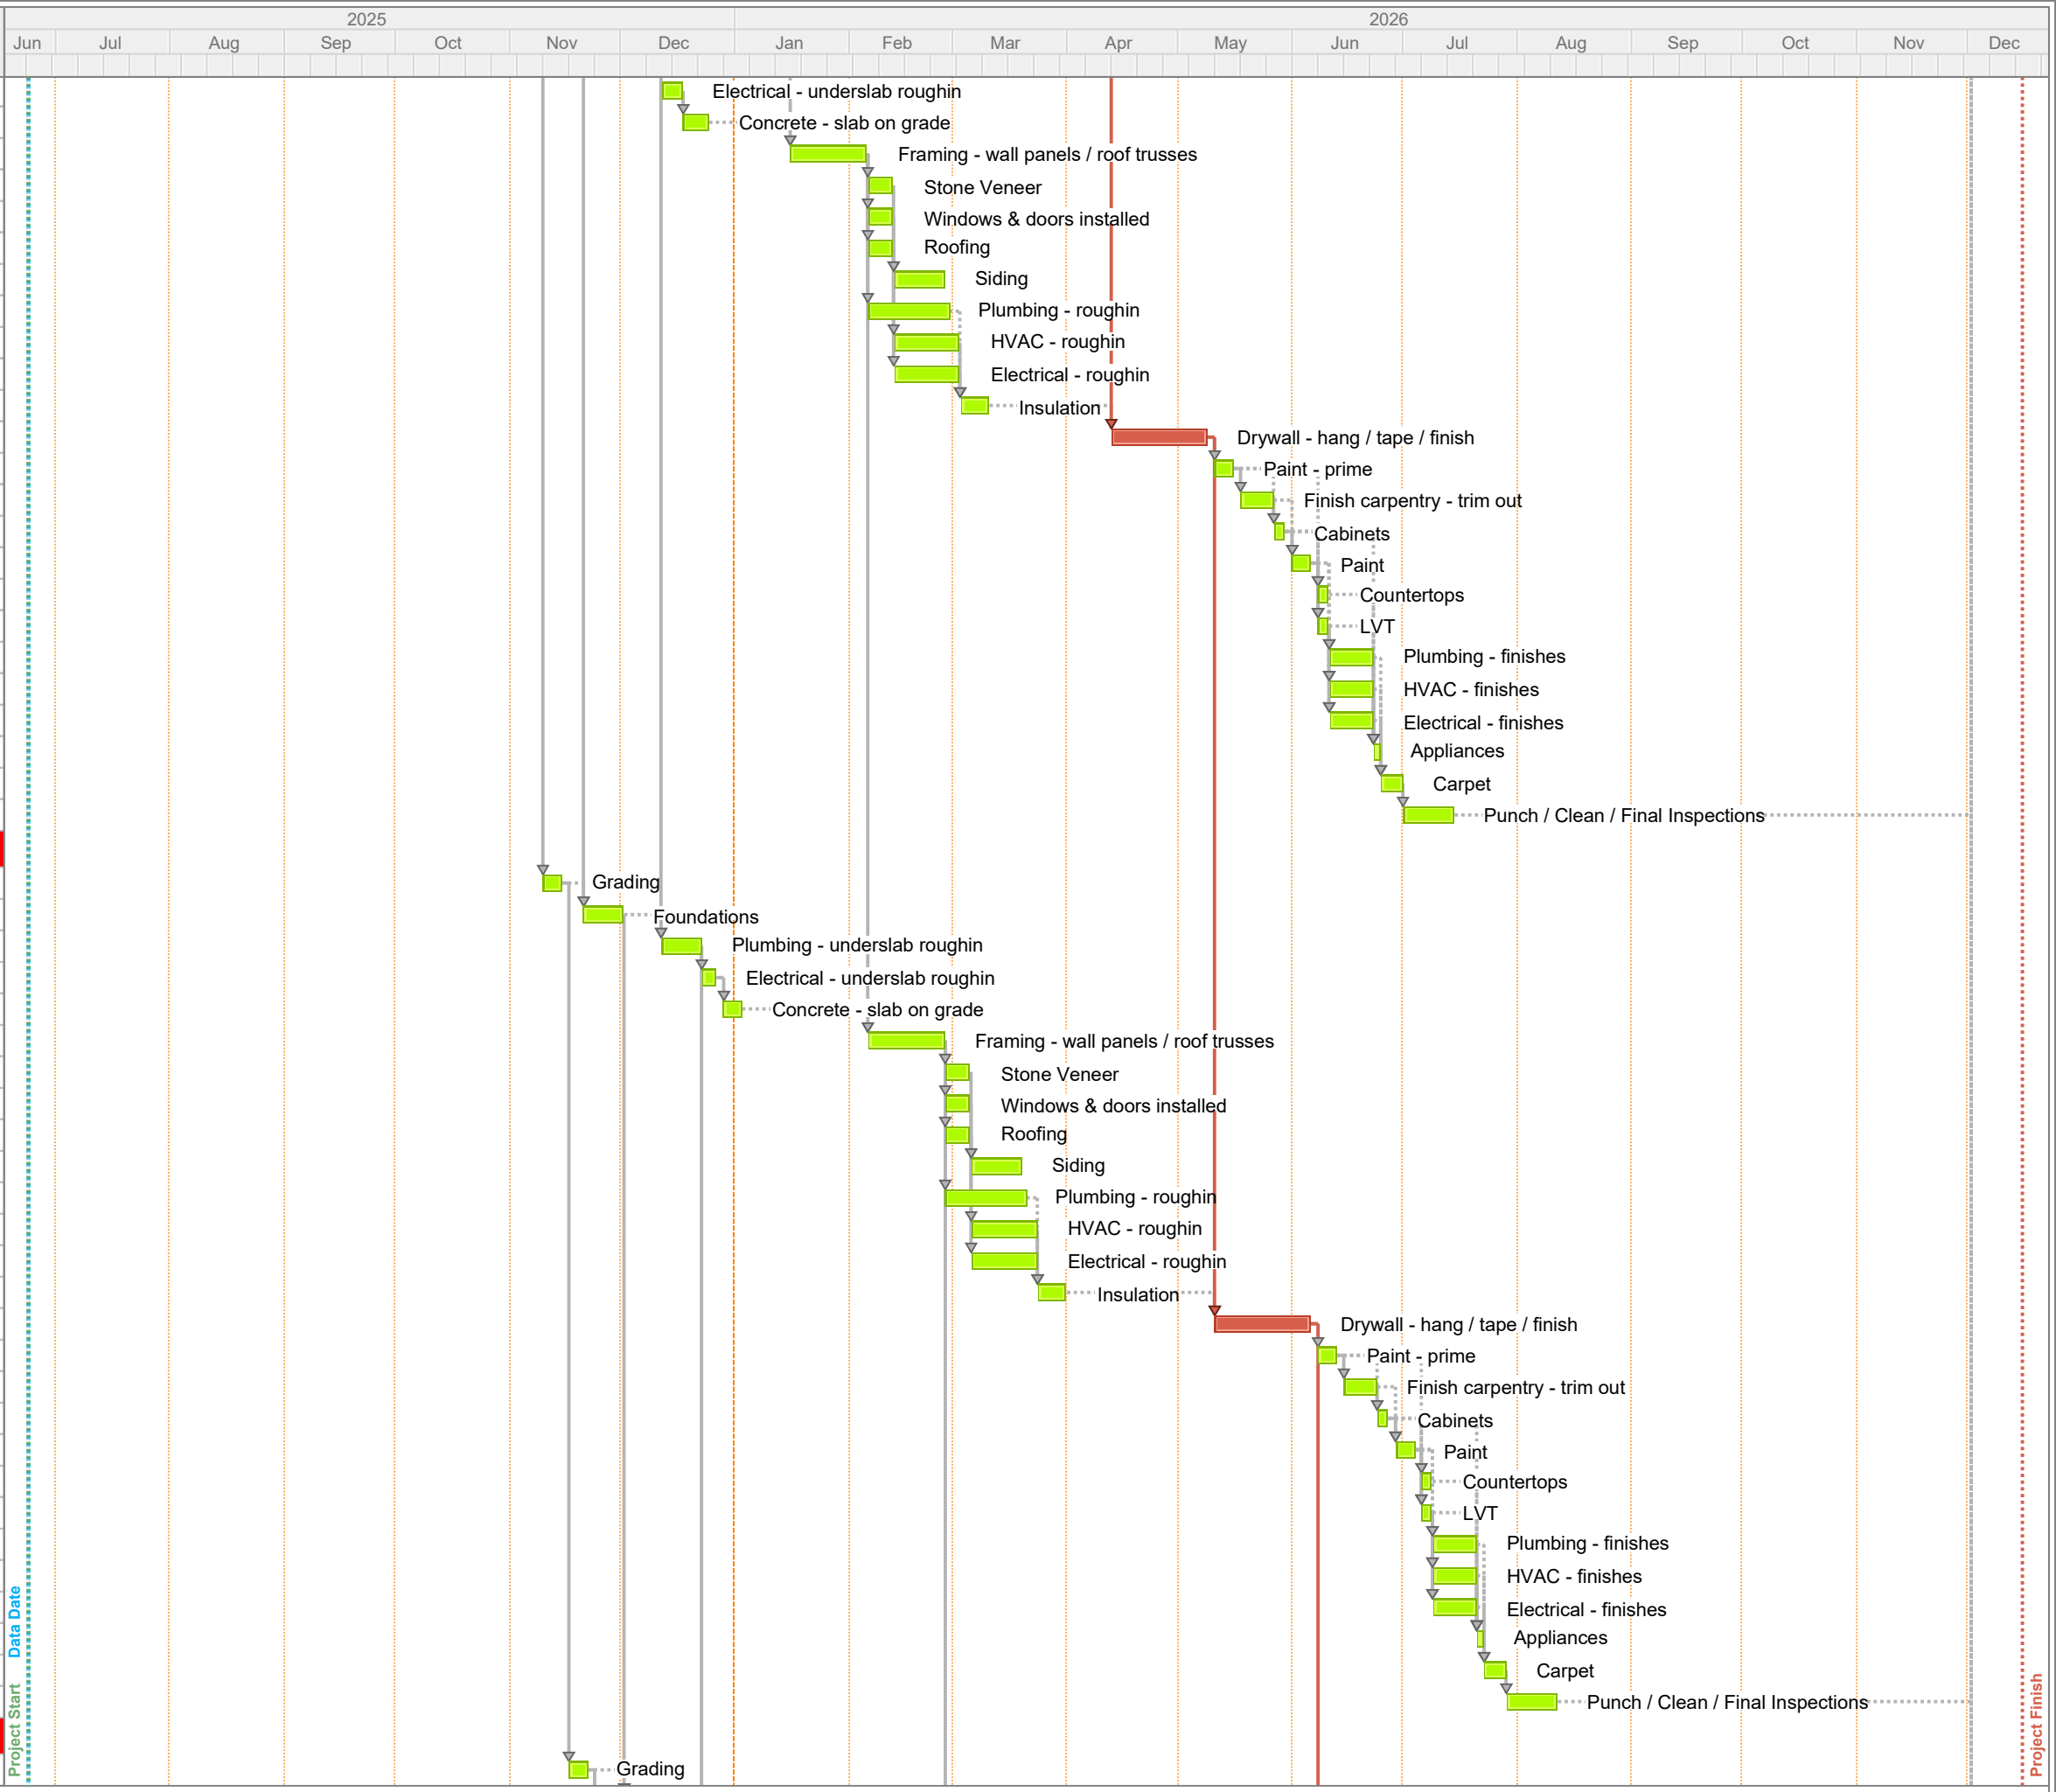 2025 2026
Jun Jul Aug Sep Oct Nov Dec Jan Feb Mar Apr May Jun Jul Aug Sep Oct Nov Dec
Electrical - underslab roughin
Concrete - slab on grade
Framing - wall panels / roof trusses
Stone Veneer
Windows & doors installed
Roofing
Siding
Plumbing - roughin
HVAC - roughin
Electrical - roughin
Insulation
Drywall - hang / tape / finish
Paint - prime
Finish carpentry - trim out
Cabinets
Paint
Countertops
LVT
Plumbing - finishes
HVAC - finishes
Electrical - finishes
Appliances
Carpet
Punch / Clean / Final Inspections
Grading
Foundations
Plumbing - underslab roughin
Electrical - underslab roughin
Concrete - slab on grade
Framing - wall panels / roof trusses
Stone Veneer
Windows & doors installed
Roofing
Siding
Plumbing - roughin
HVAC - roughin
Electrical - roughin
Insulation
Drywall - hang / tape / finish
Paint - prime
Finish carpentry - trim out
Cabinets
Paint
Countertops
LVT
Plumbing - finishes
HVAC - finishes
Electrical - finishes
Appliances
Carpet
Punch / Clean / Final Inspections
Grading
Data Date
Project Start
Project Finish